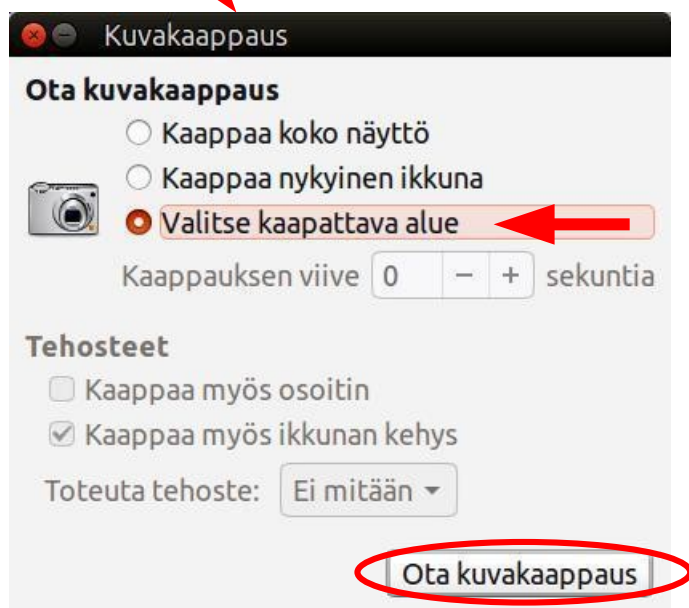 Kuvakaappaus
Ota kuvakaappaus
Kaappaa koko näyttö
Kaappaa nykyinen ikkuna
Valitse kaapattava alue
Kaappauksen viive 0 − + sekuntia
Tehosteet
Kaappaa myös osoitin
Kaappaa myös ikkunan kehys
Toteuta tehoste: Ei mitään
Ota kuvakaappaus